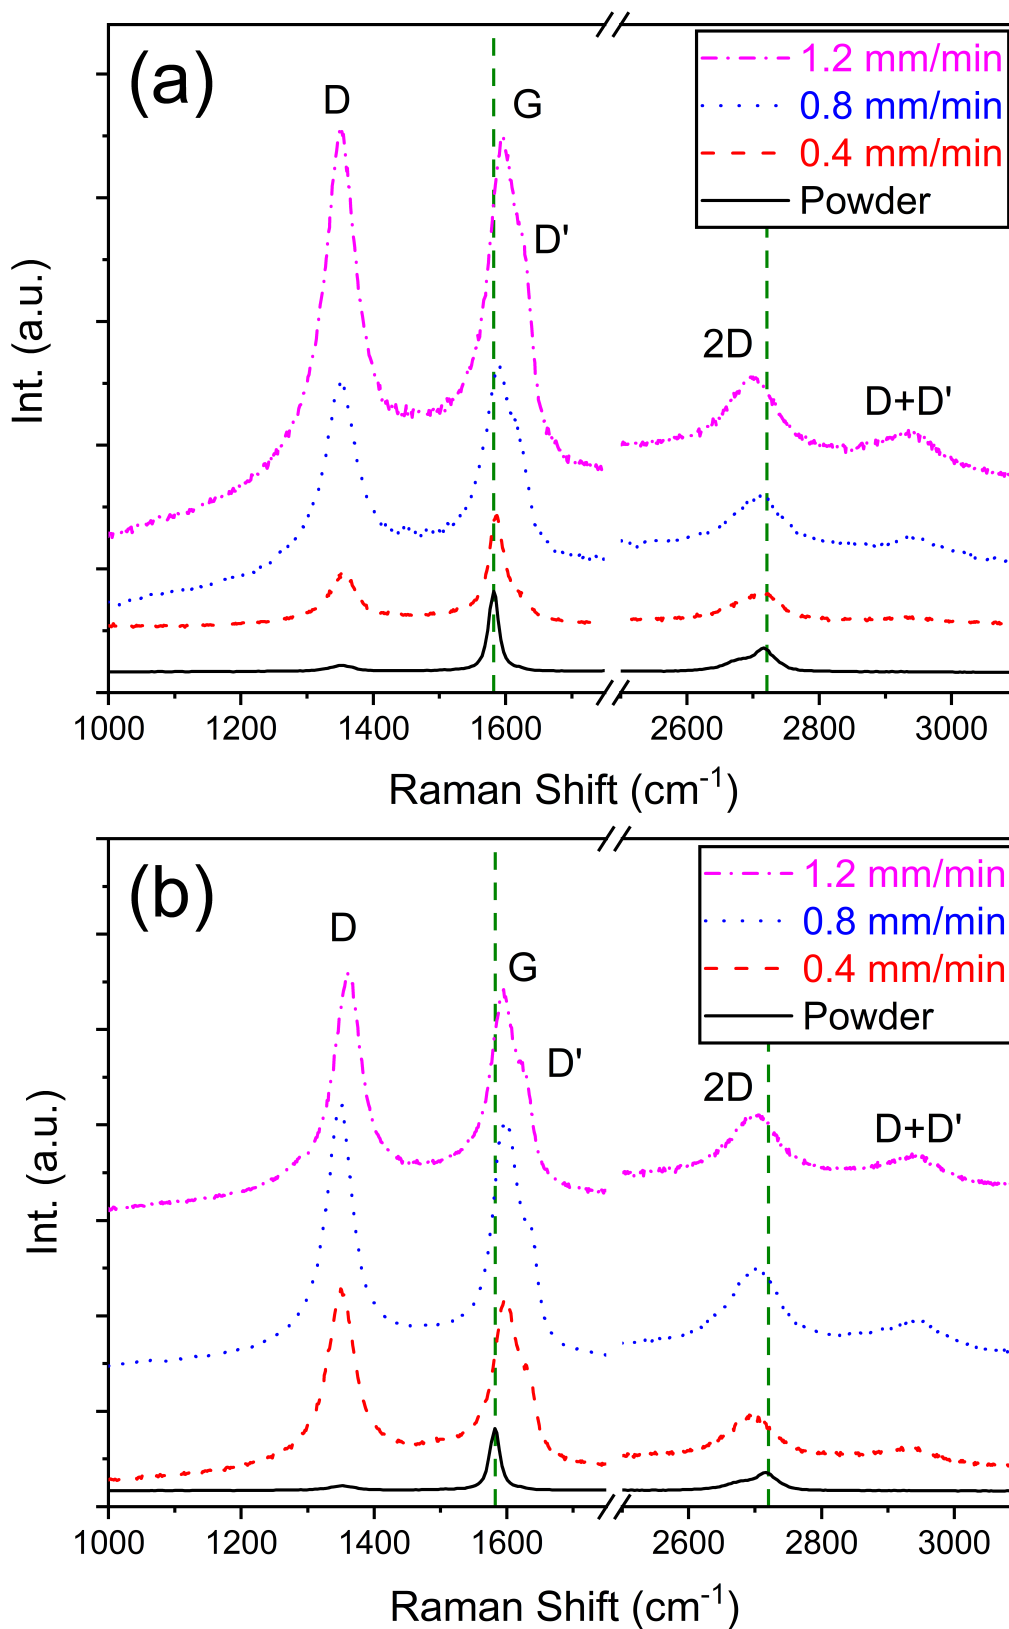 (a)
D
G
D'
2D
D+D'
1.2 mm/min
0.8 mm/min
0.4 mm/min
Powder
Int. (a.u.)
1000 1200 1400 1600 2600 2800 3000
Raman Shift (cm⁻¹)
(b)
D
G
D'
2D
D+D'
1.2 mm/min
0.8 mm/min
0.4 mm/min
Powder
Int. (a.u.)
1000 1200 1400 1600 2600 2800 3000
Raman Shift (cm⁻¹)